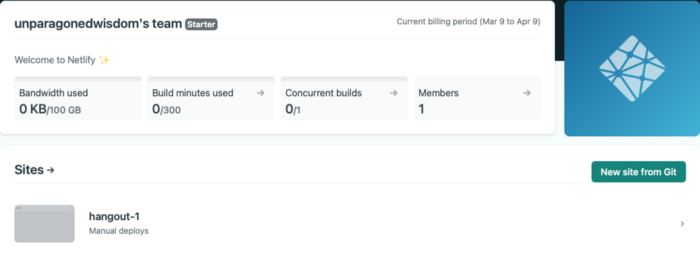 unparagonedwisdom's team Starter
Current billing period (Mar 9 to Apr 9)
Welcome to Netlify ✨
Bandwidth used
0 KB/100 GB
Build minutes used →
0/300
Concurrent builds →
0/1
Members →
1
Sites →
New site from Git
hangout-1
Manual deploys